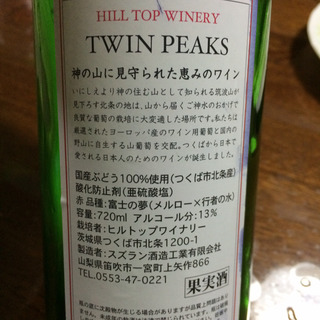 HILL TOP WINERY
TWIN PEAKS
神の山に見守られた恵みのワイン
いにしえより神の住む山として知られる筑波山が
見下ろす北条の地は、山から届くご神水のおかげで
良質な葡萄の栽培に大変適した場所です。私たちは
厳選されたヨーロッパ産のワイン用葡萄と国内の
野山に自生する山葡萄を交配。つくばから日本で
愛される日本人のためのワインが誕生しました。
国産ぶどう100%使用(つくば市北条産)
酸化防止剤(亜硫酸塩)
赤 品種:富士の夢(メルロー×行者の水)
容量:720ml アルコール分:13%
栽培者:ヒルトップワイナリー
茨城県つくば市北条1200-1
製造者:スズラン酒造工業有限会社
山梨県笛吹市一宮町上矢作866
TEL.0553-47-0221
果実酒